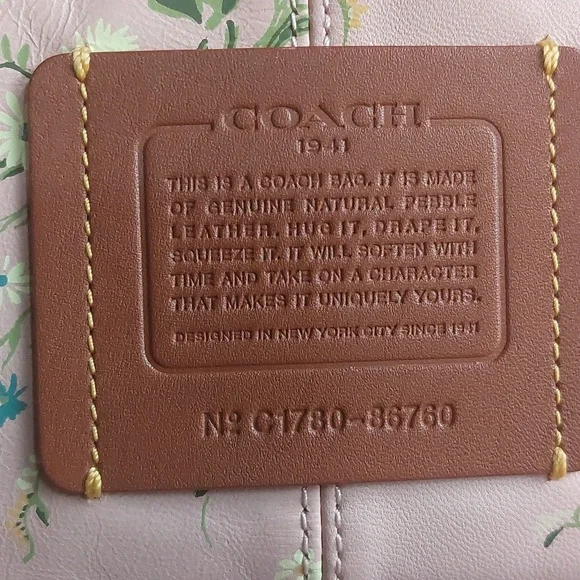 COACH
1941
THIS IS A COACH BAG. IT IS MADE
OF GENUINE NATURAL PEBBLE
LEATHER. HUG IT, DRAPE IT,
SQUEEZE IT. IT WILL SOFTEN WITH
TIME AND TAKE ON A CHARACTER
THAT MAKES IT UNIQUELY YOURS.
DESIGNED IN NEW YORK CITY SINCE 1941
Nº C1780-86760